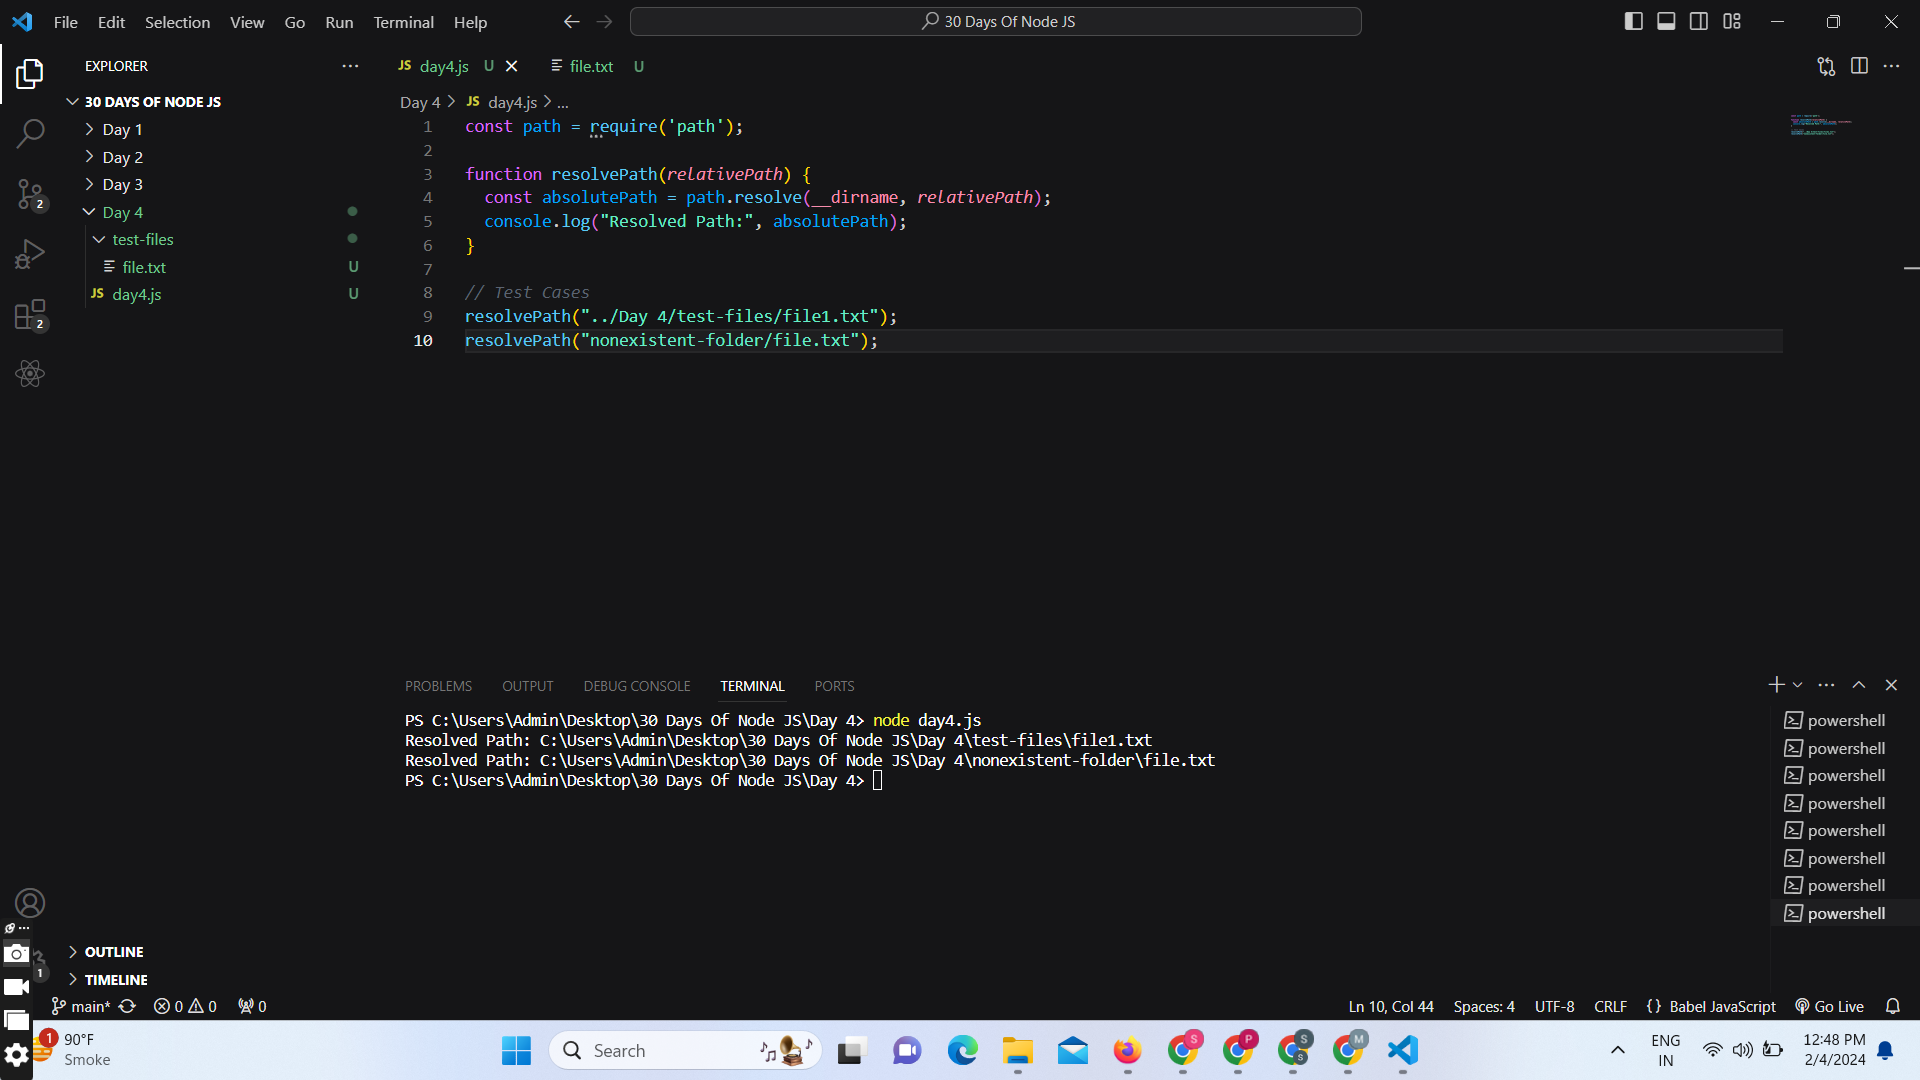 File Edit Selection View Go Run Terminal Help
30 Days Of Node JS
EXPLORER
30 DAYS OF NODE JS
Day 1
Day 2
Day 3
Day 4
test-files
file.txt U
JS day4.js U
JS day4.js U
file.txt U
Day 4 > JS day4.js > ...
1 const path = require('path');
2
3 function resolvePath(relativePath) {
4 const absolutePath = path.resolve(__dirname, relativePath);
5 console.log("Resolved Path:", absolutePath);
6 }
7
8 // Test Cases
9 resolvePath("../Day 4/test-files/file1.txt");
10 resolvePath("nonexistent-folder/file.txt");
2
2
PROBLEMS OUTPUT DEBUG CONSOLE TERMINAL PORTS
PS C:\Users\Admin\Desktop\30 Days Of Node JS\Day 4> node day4.js
Resolved Path: C:\Users\Admin\Desktop\30 Days Of Node JS\Day 4\test-files\file1.txt
Resolved Path: C:\Users\Admin\Desktop\30 Days Of Node JS\Day 4\nonexistent-folder\file.txt
PS C:\Users\Admin\Desktop\30 Days Of Node JS\Day 4>
powershell
powershell
powershell
powershell
powershell
powershell
powershell
powershell
OUTLINE
TIMELINE
1
main* 0 0 0
Ln 10, Col 44 Spaces: 4 UTF-8 CRLF {} Babel JavaScript Go Live
1
90°F
Smoke
Search
S
P
S
S
M
ENG
IN
12:48 PM
2/4/2024